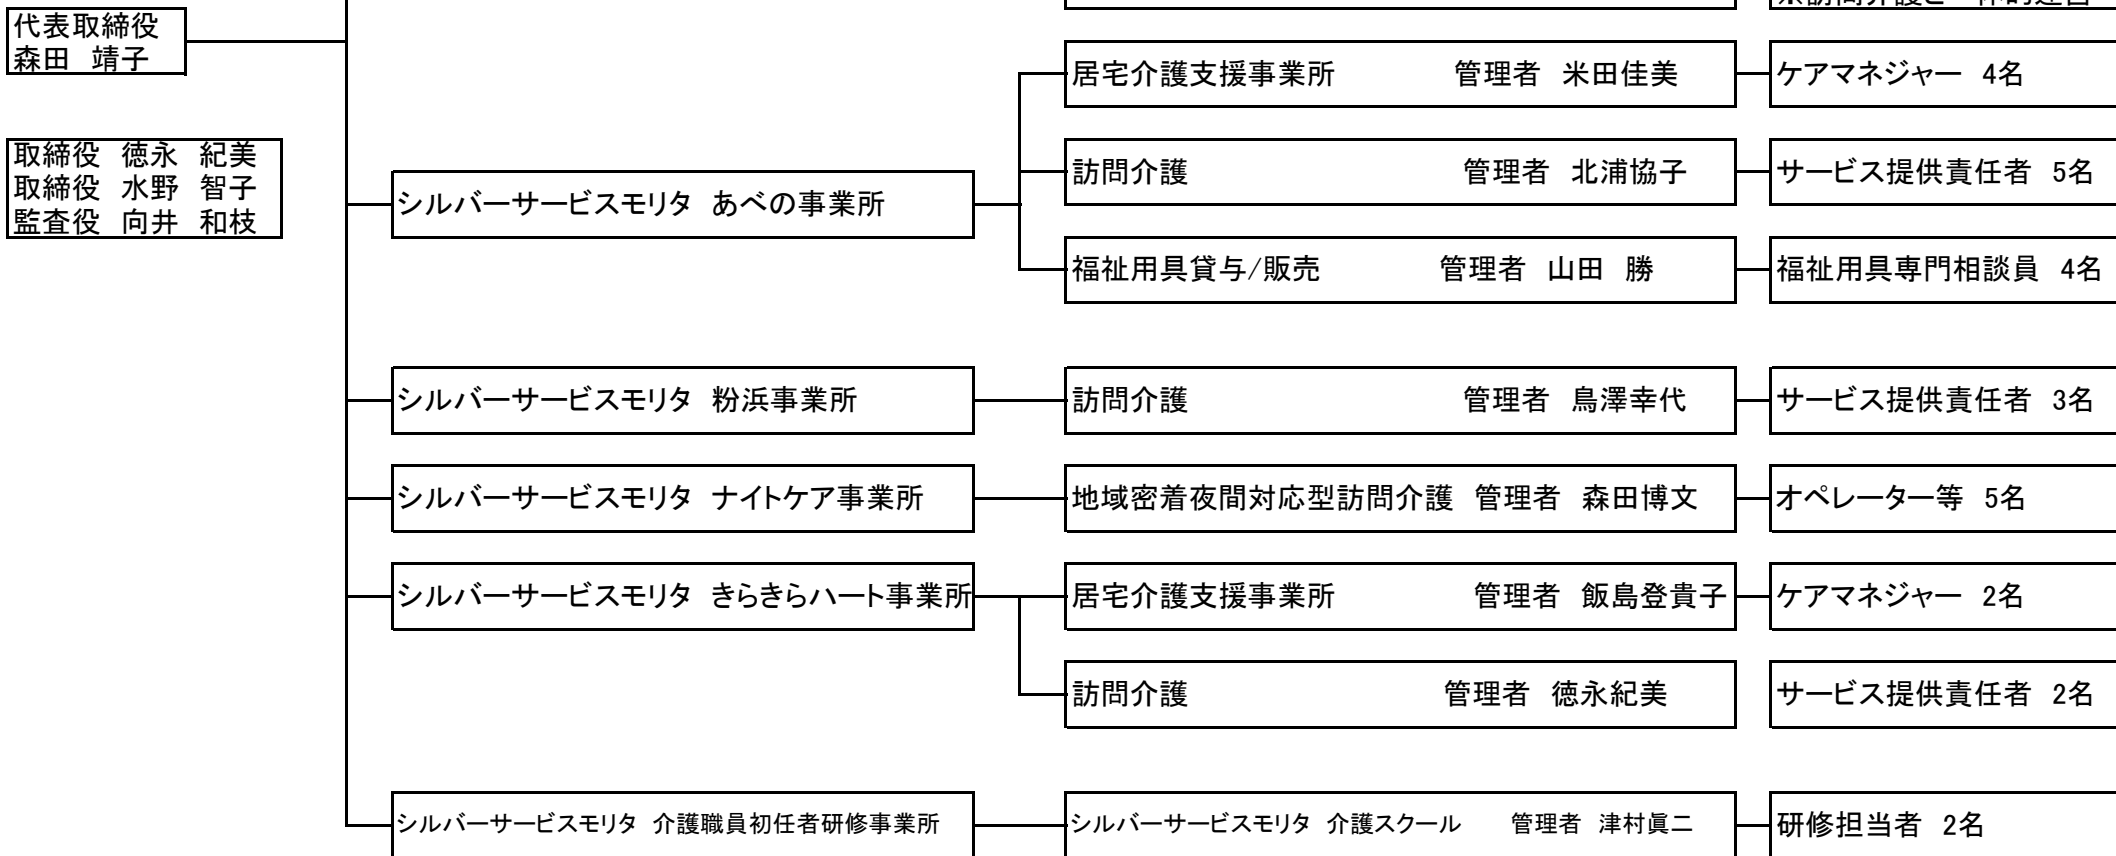 代表取締役
森田 靖子
取締役 徳永 紀美
取締役 水野 智子
監査役 向井 和枝
居宅介護支援事業所 管理者 米田佳美 ケアマネジャー 4名
訪問介護 管理者 北浦協子 サービス提供責任者 5名
シルバーサービスモリタ あべの事業所
福祉用具貸与/販売 管理者 山田 勝 福祉用具専門相談員 4名
シルバーサービスモリタ 粉浜事業所 訪問介護 管理者 鳥澤幸代 サービス提供責任者 3名
シルバーサービスモリタ ナイトケア事業所 地域密着夜間対応型訪問介護 管理者 森田博文 オペレーター等 5名
シルバーサービスモリタ きらきらハート事業所 居宅介護支援事業所 管理者 飯島登貴子 ケアマネジャー 2名
訪問介護 管理者 徳永紀美 サービス提供責任者 2名
シルバーサービスモリタ 介護職員初任者研修事業所 シルバーサービスモリタ 介護スクール 管理者 津村眞二 研修担当者 2名